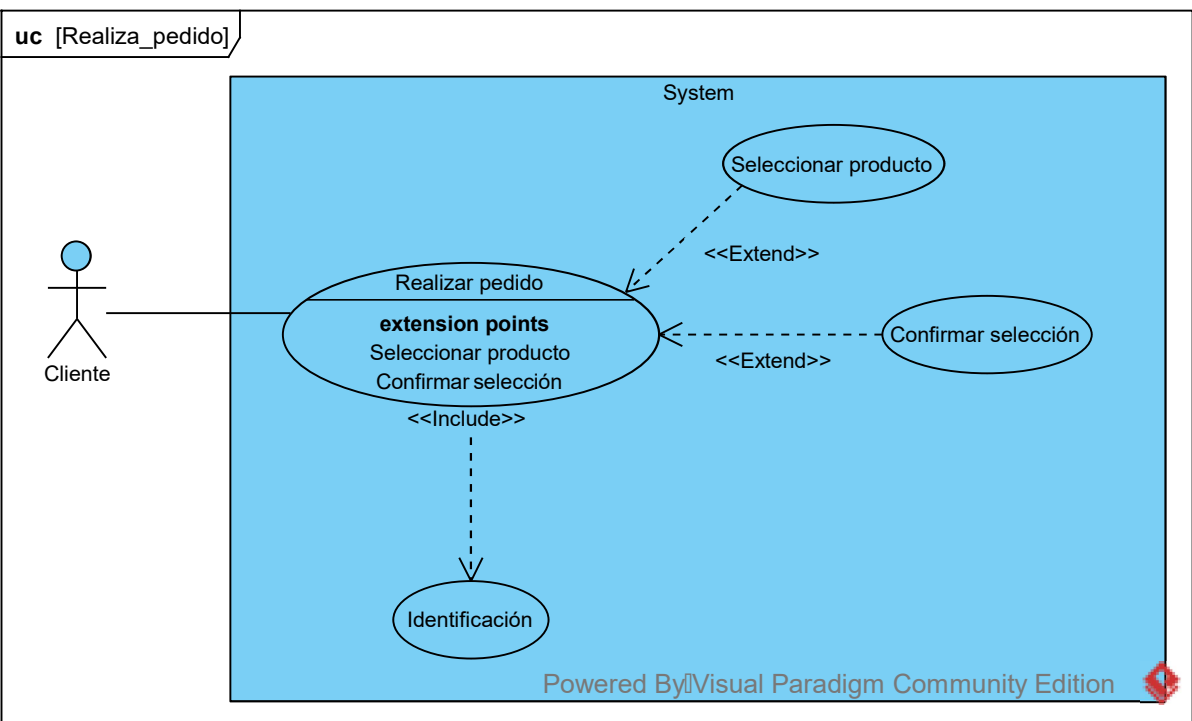 uc [Realiza_pedido]
System
Seleccionar producto
<<Extend>>
Realizar pedido
extension points
Seleccionar producto
Confirmar selección
Confirmar selección
<<Extend>>
Cliente
<<Include>>
Identificación
Powered By Visual Paradigm Community Edition